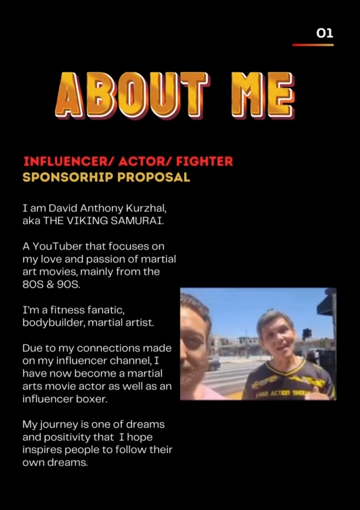 01
ABOUT ME
INFLUENCER/ ACTOR/ FIGHTER
SPONSORHIP PROPOSAL
I am David Anthony Kurzhal,
aka THE VIKING SAMURAI.
A YouTuber that focuses on
my love and passion of martial
art movies, mainly from the
80S & 90S.
I'm a fitness fanatic,
bodybuilder, martial artist.
Due to my connections made
on my influencer channel, I
have now become a martial
arts movie actor as well as an
influencer boxer.
My journey is one of dreams
and positivity that I hope
inspires people to follow their
own dreams.
ACTION